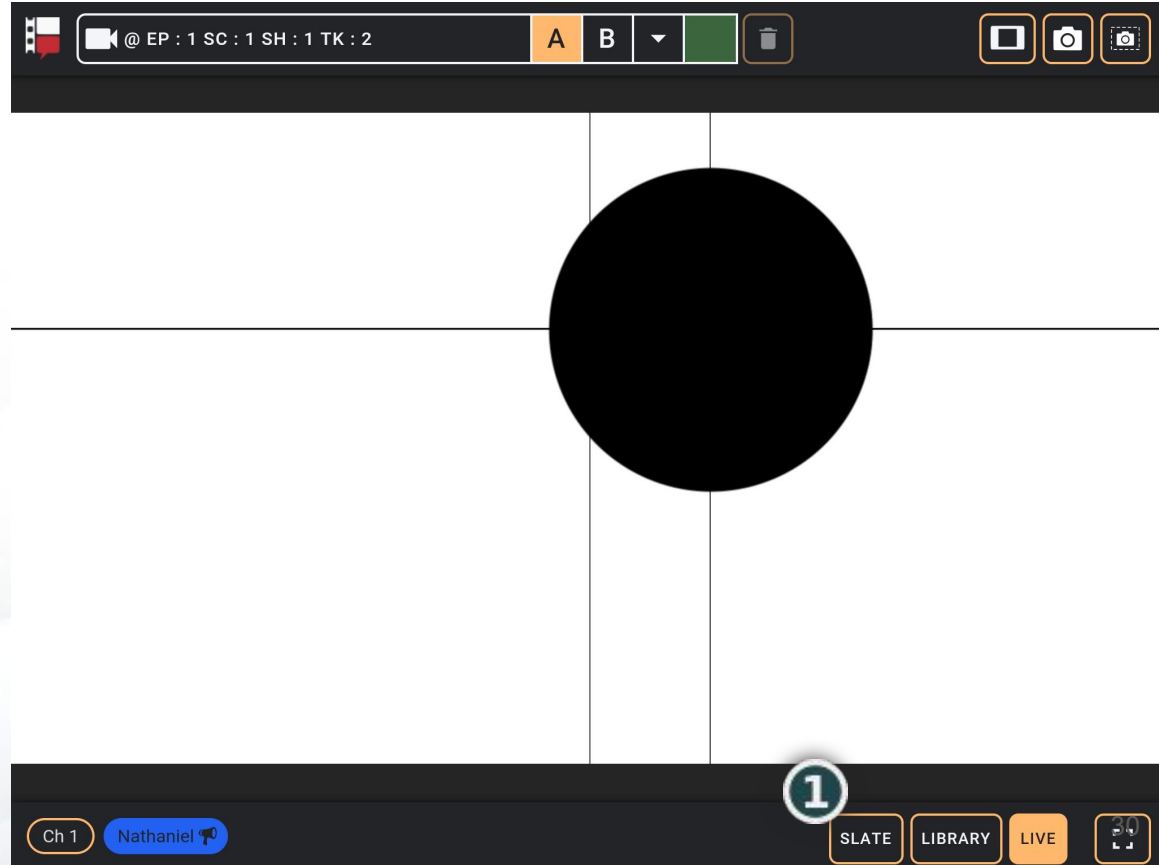 @ EP : 1 SC : 1 SH : 1 TK : 2
A
B
1
Ch 1
Nathaniel
SLATE
LIBRARY
LIVE
30